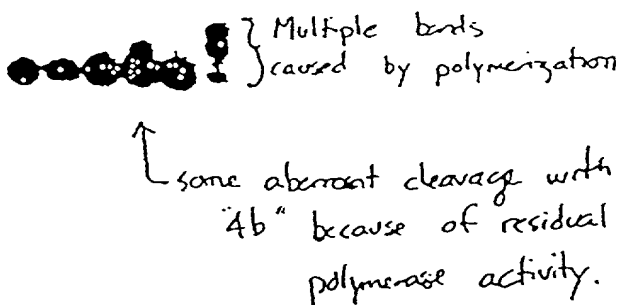 Multiple bands
caused by polymerization
some aberrant cleavage with
"4b" because of residual
polymerase activity.